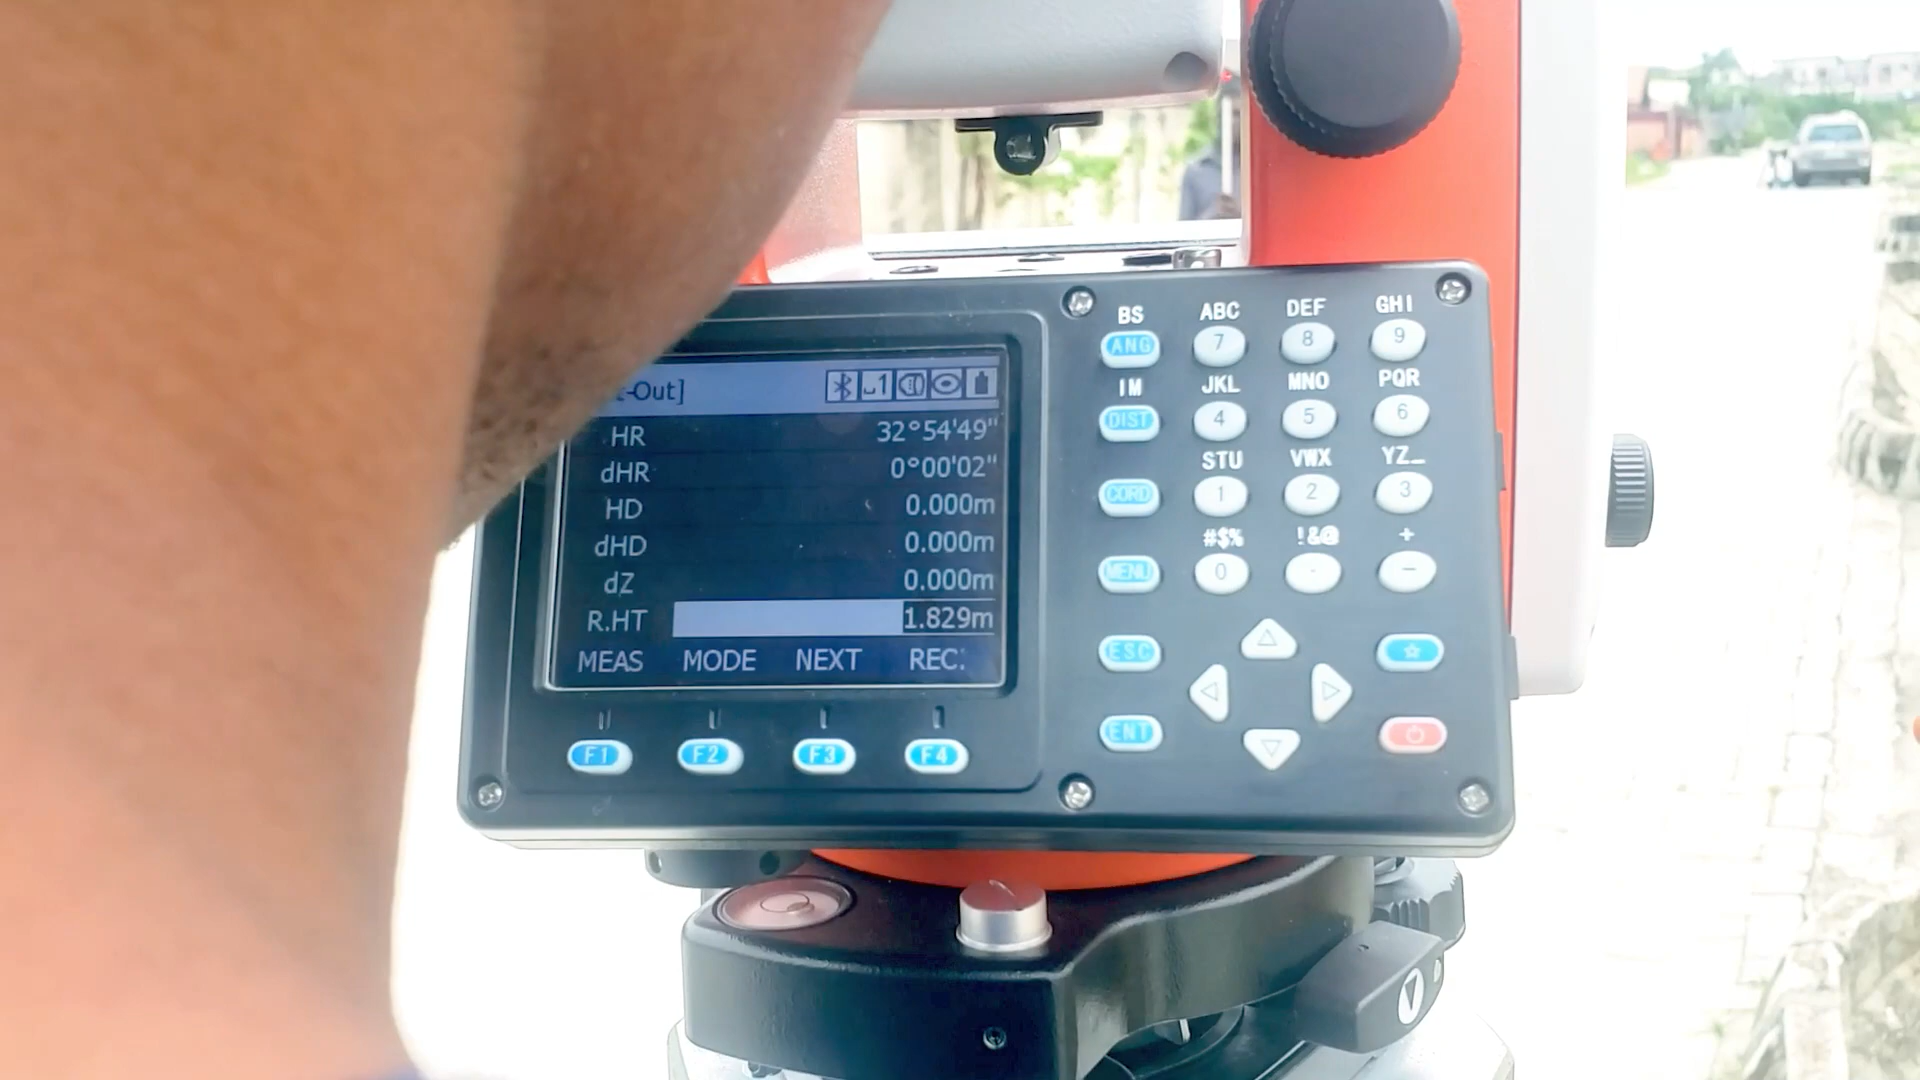 t-Out]
HR 32°54'49"
dHR 0°00'02"
HD 0.000m
dHD 0.000m
dZ 0.000m
R.HT 1.829m
MEAS MODE NEXT REC.
F1 F2 F3 F4
BS ABC DEF GHI
ANG 7 8 9
IM JKL MNO PQR
DIST 4 5 6
STU VWX YZ_
CORD 1 2 3
#$% !&@ +
MENU 0 . −
ESC
ENT